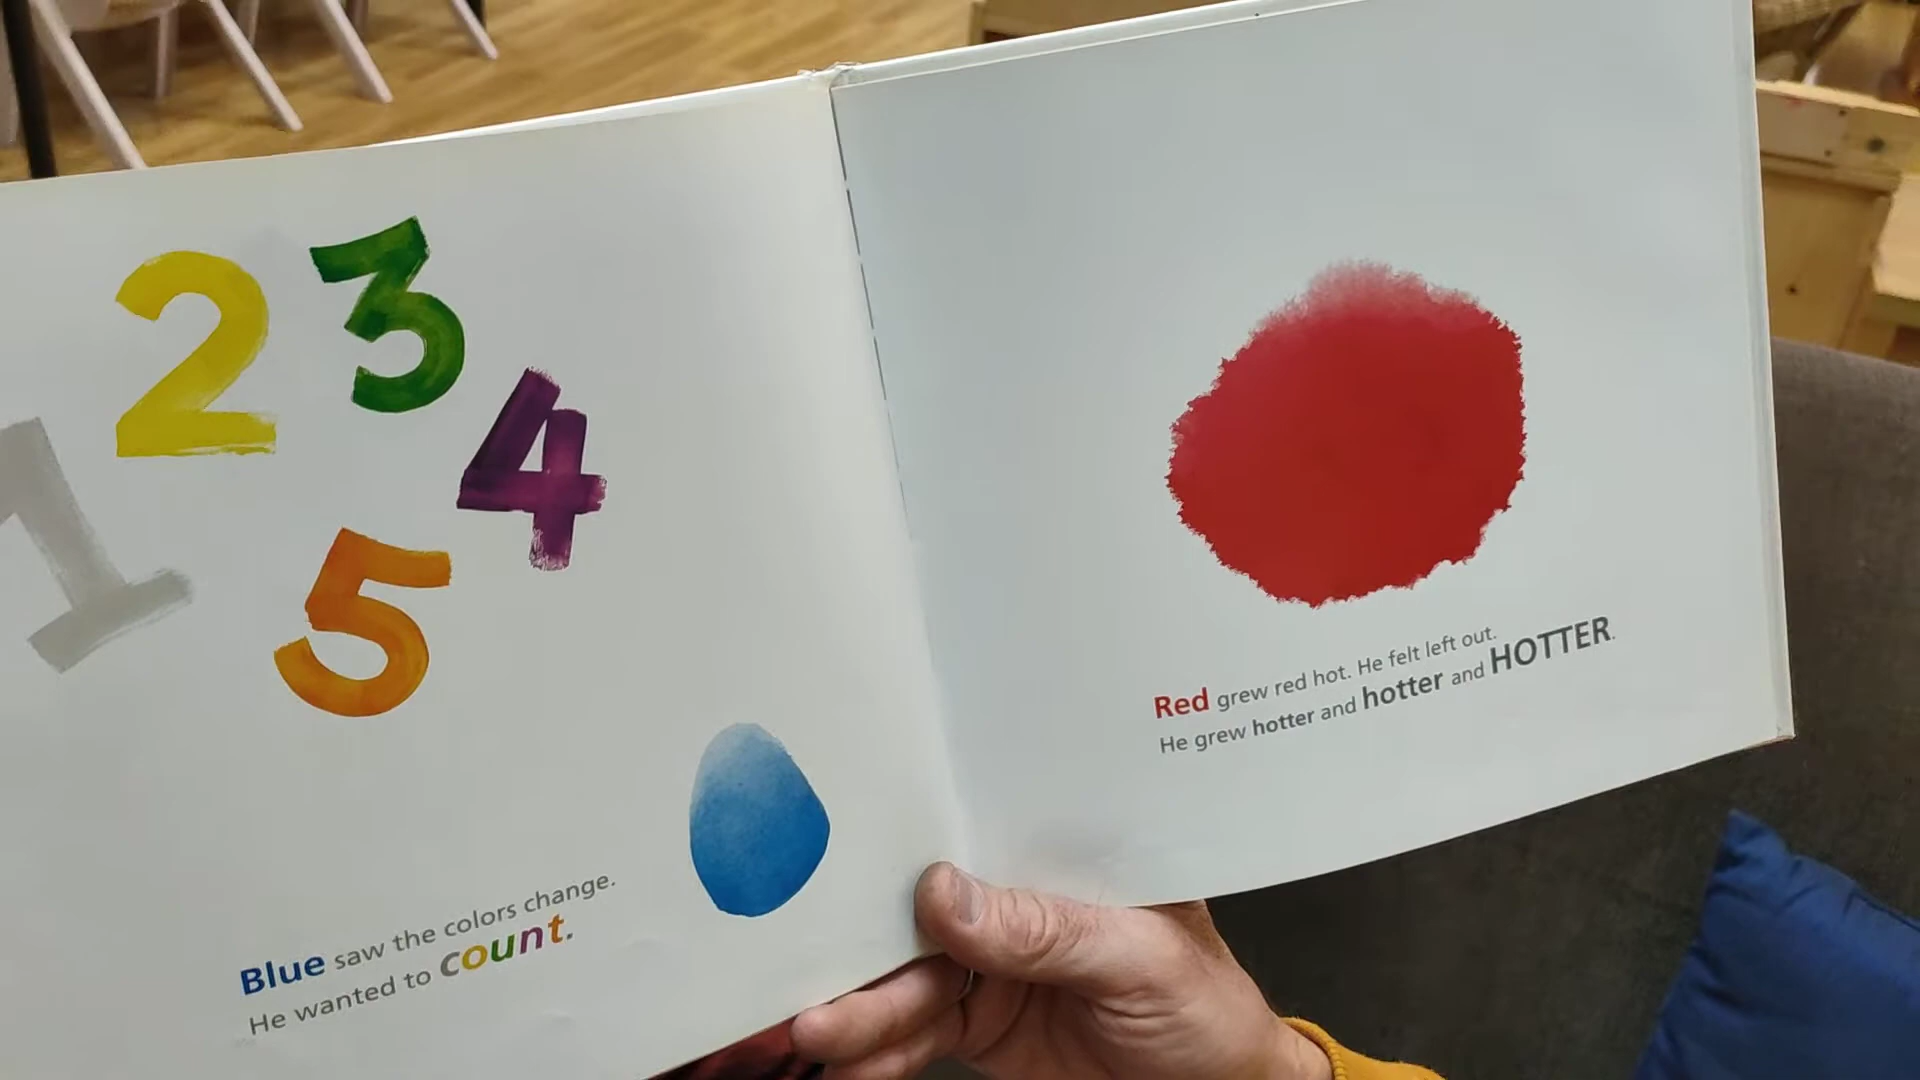 1
2
3
4
5
Blue saw the colors change.
He wanted to count.
Red grew red hot. He felt left out.
He grew hotter and hotter and HOTTER.